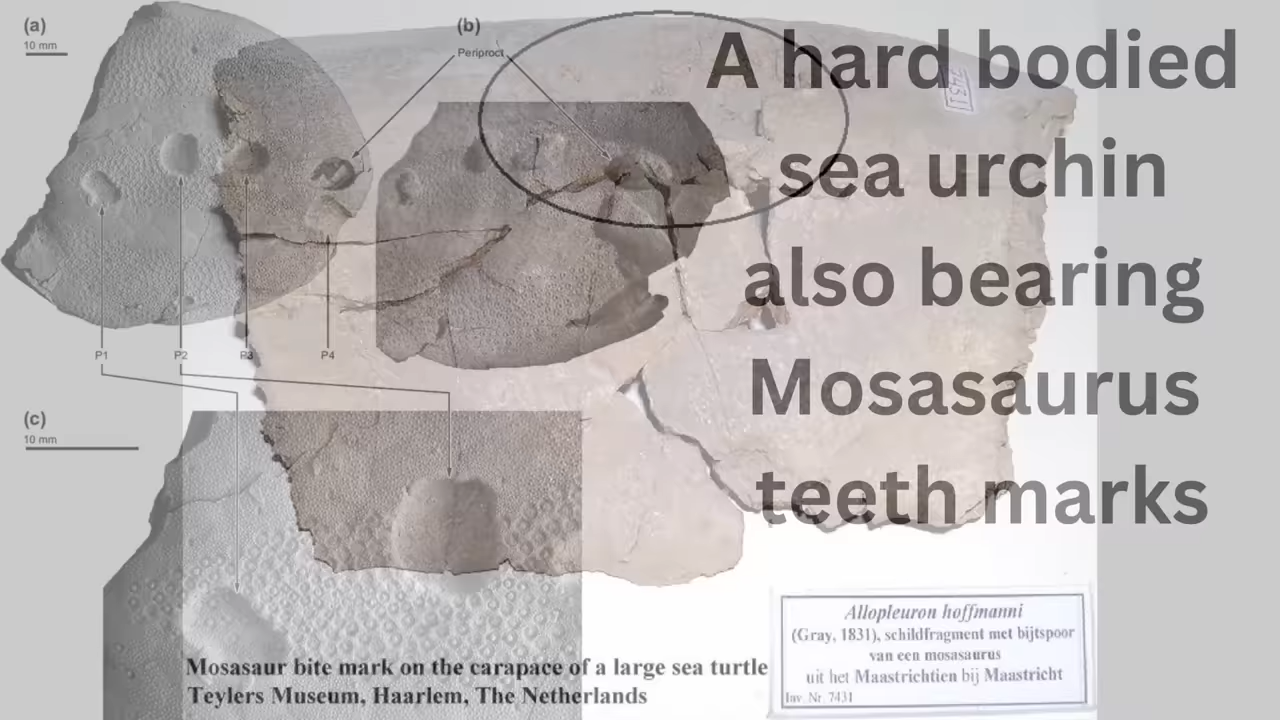 (a)
10 mm
(b)
Periproct
A hard bodied
sea urchin
also bearing
Mosasaurus
teeth marks
7431
P1
P2
P3
P4
(c)
10 mm
Mosasaur bite mark on the carapace of a large sea turtle
Teylers Museum, Haarlem, The Netherlands
Allopleuron hoffmanni
(Gray, 1831), schildfragment met bijtspoor
van een mosasaurus
uit het Maastrichtien bij Maastricht
Inv. Nr. 7431